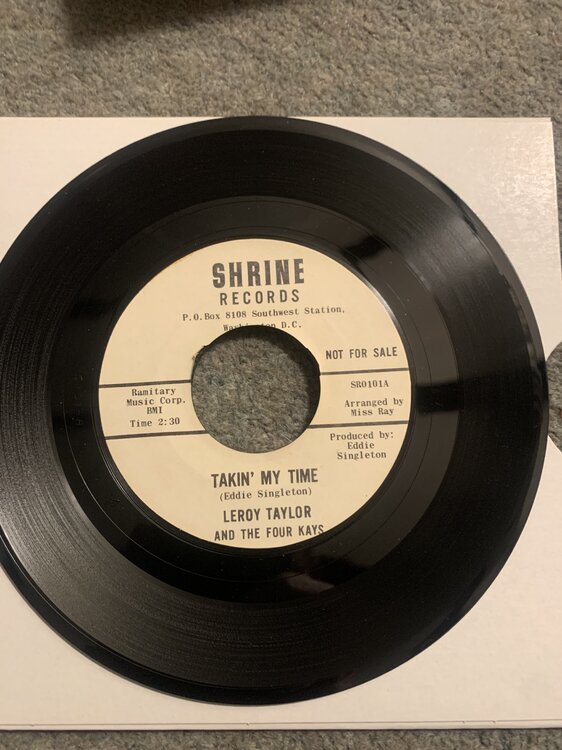 SHRINE
RECORDS
P.O.Box 8108 Southwest Station,
Washington D.C.
NOT FOR SALE
Ramitary
Music Corp.
BMI
Time 2:30
SR0101A
Arranged by
Miss Ray
Produced by:
Eddie
Singleton
TAKIN' MY TIME
(Eddie Singleton)
LEROY TAYLOR
AND THE FOUR KAYS